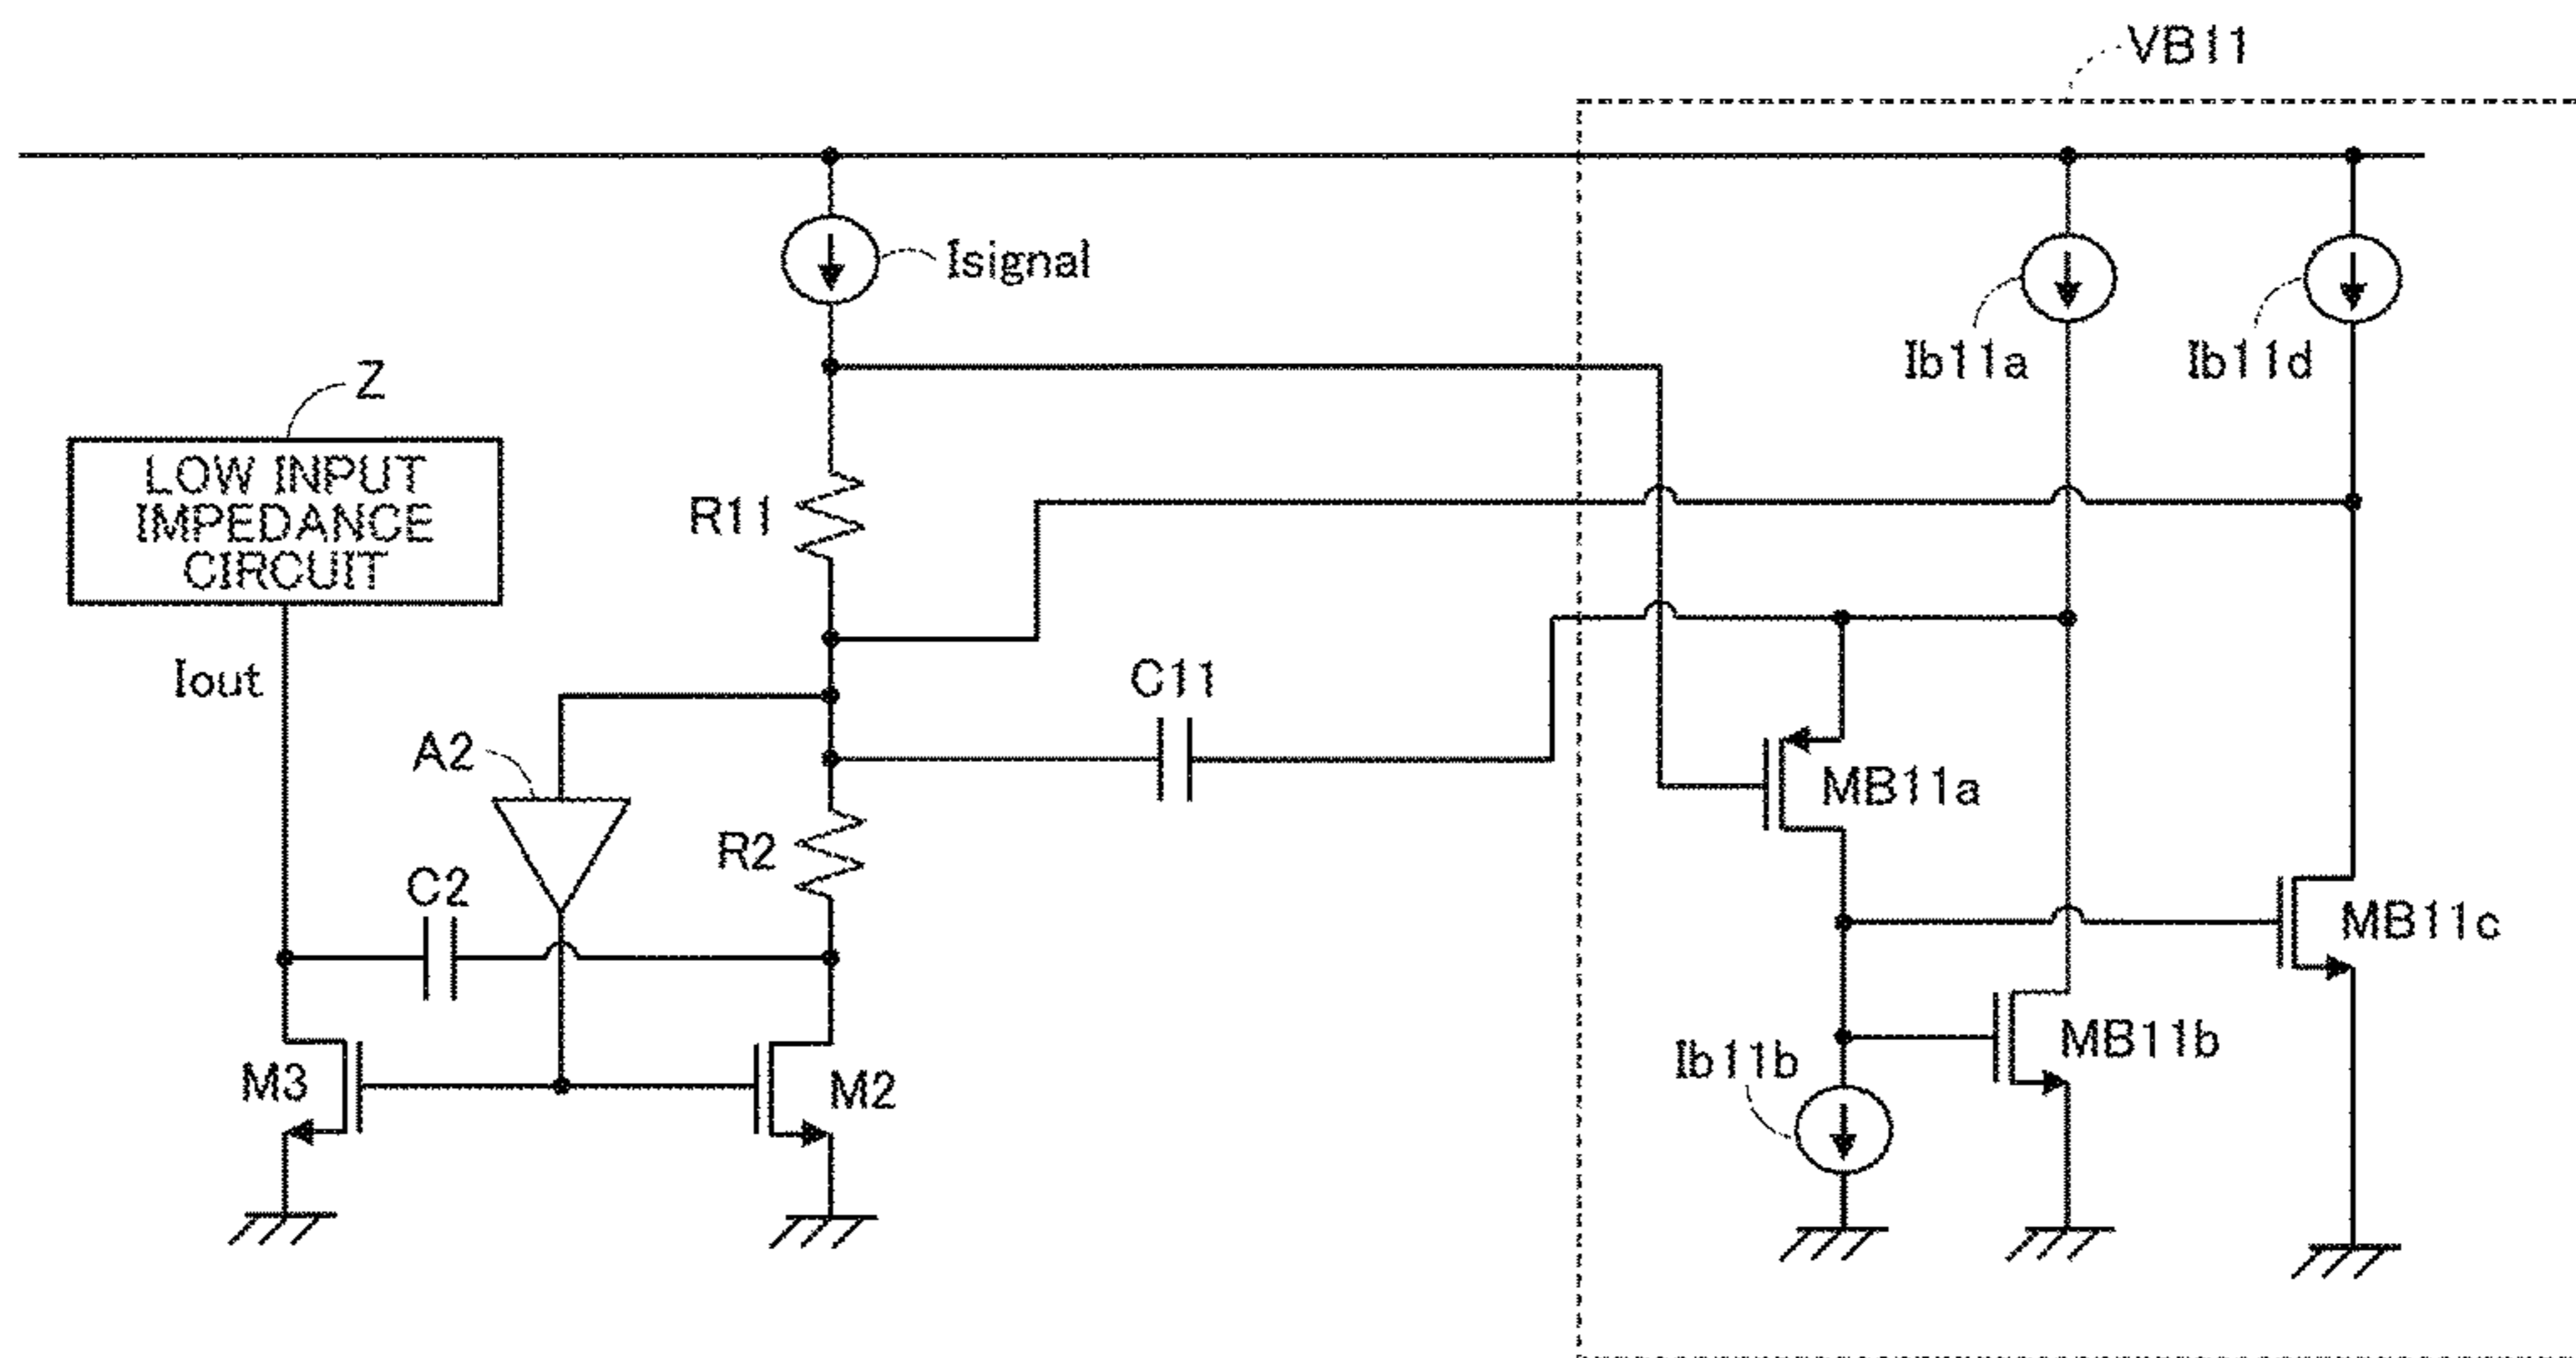 VB11
Isignal
Ib11a
Ib11d
Z
LOW INPUT
IMPEDANCE
CIRCUIT
R11
Iout
C11
A2
MB11a
R2
C2
MB11c
M3
M2
Ib11b
MB11b